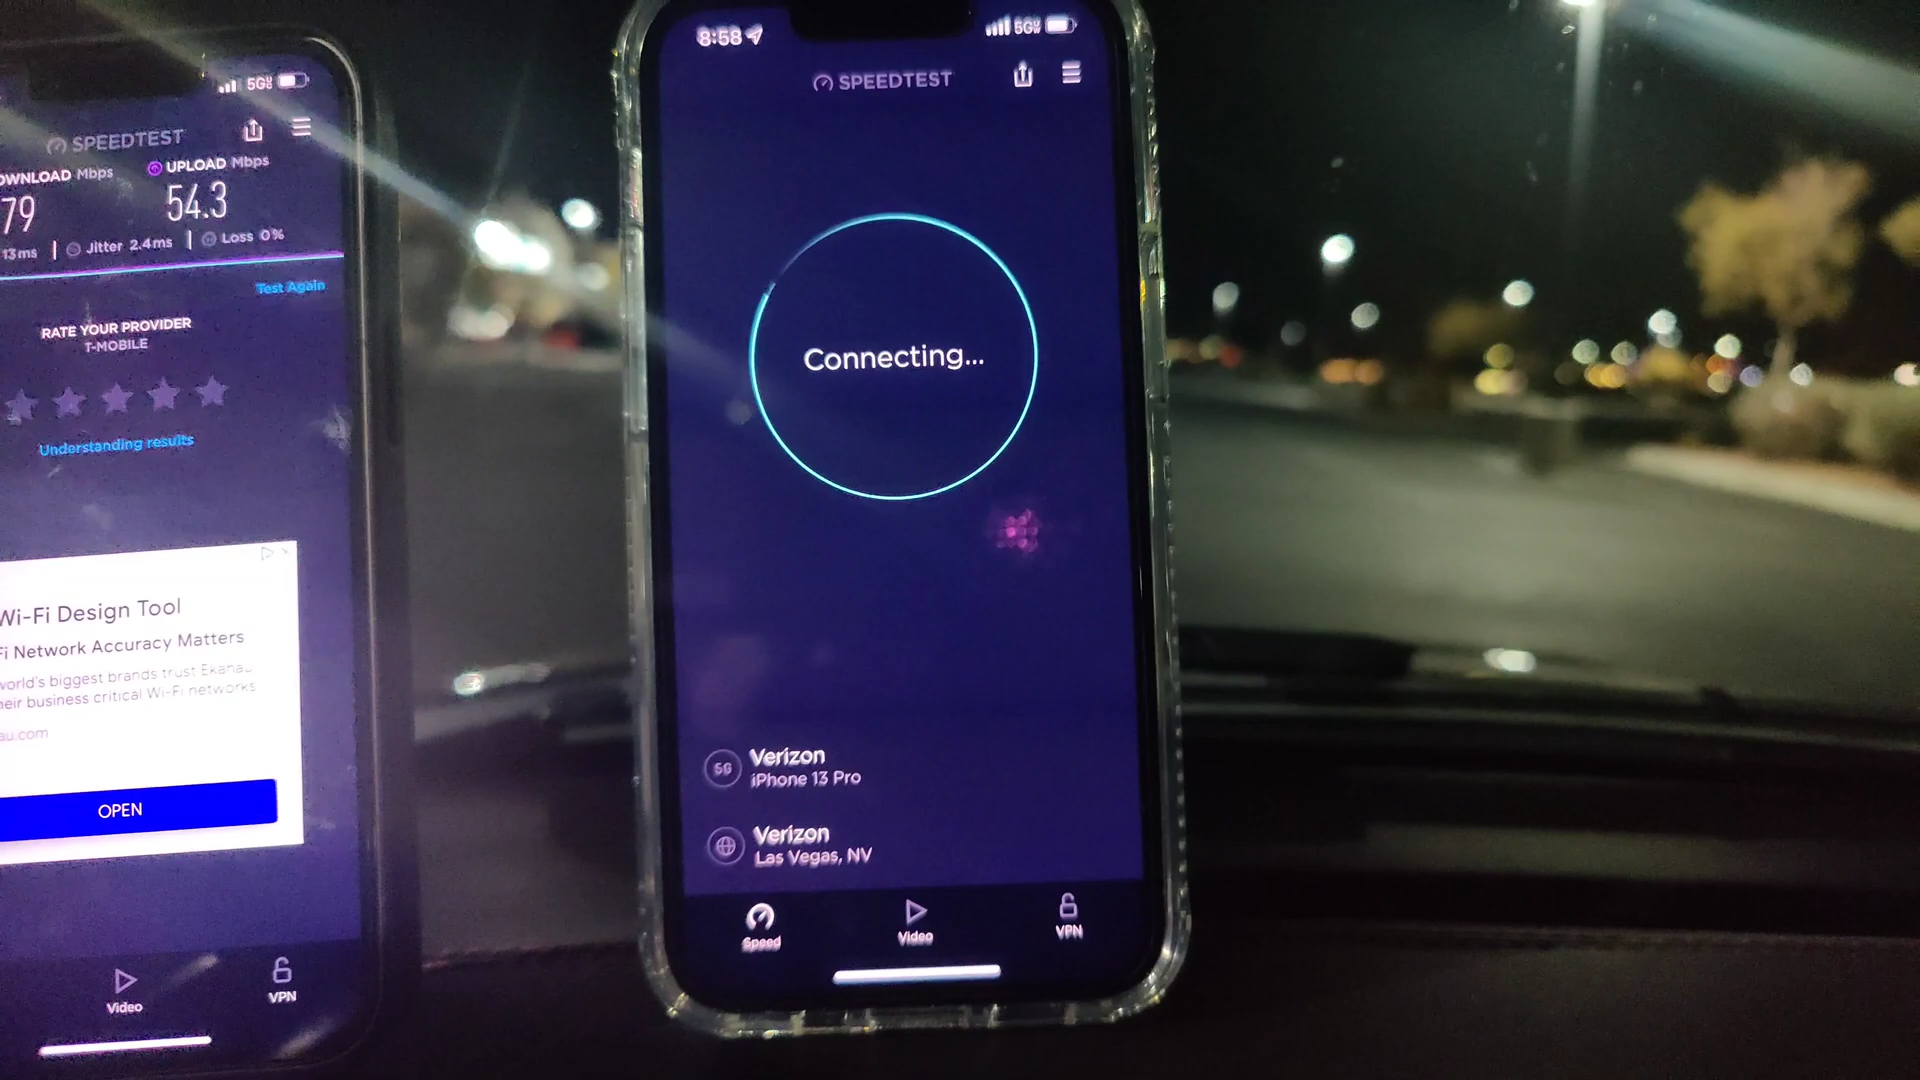 5G
SPEEDTEST
OWNLOAD Mbps
UPLOAD Mbps
79
54.3
13ms
Jitter 2.4ms
Loss 0%
Test Again
RATE YOUR PROVIDER
T-MOBILE
Understanding results
Wi-Fi Design Tool
Fi Network Accuracy Matters
world's biggest brands trust Ekahau
heir business critical Wi-Fi networks
au.com
OPEN
Video
VPN
8:58
5G
SPEEDTEST
Connecting...
5G
Verizon
iPhone 13 Pro
Verizon
Las Vegas, NV
Speed
Video
VPN